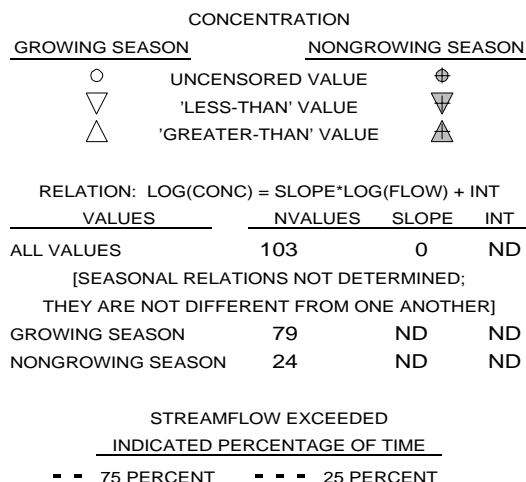 CONCENTRATION
GROWING SEASON NONGROWING SEASON
UNCENSORED VALUE
'LESS-THAN' VALUE
'GREATER-THAN' VALUE
RELATION: LOG(CONC) = SLOPE*LOG(FLOW) + INT
VALUES NVALUES SLOPE INT
ALL VALUES 103 0 ND
[SEASONAL RELATIONS NOT DETERMINED;
THEY ARE NOT DIFFERENT FROM ONE ANOTHER]
GROWING SEASON 79 ND ND
NONGROWING SEASON 24 ND ND
STREAMFLOW EXCEEDED
INDICATED PERCENTAGE OF TIME
75 PERCENT 25 PERCENT